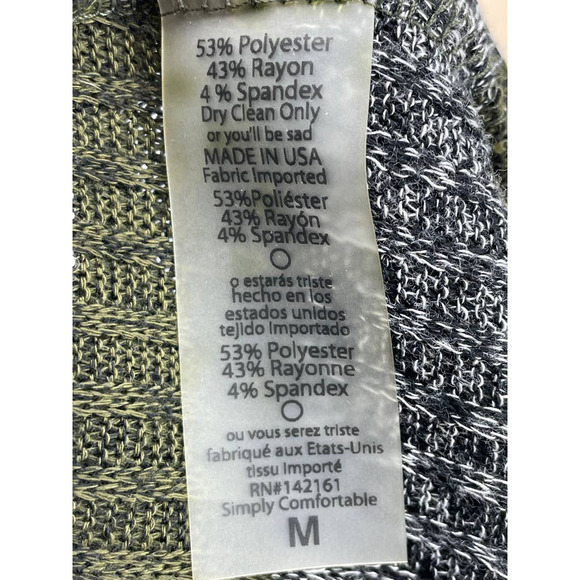 53% Polyester
43% Rayon
4 % Spandex
Dry Clean Only
or you'll be sad
MADE IN USA
Fabric Imported
53%Poliéster
43% Rayón
4% Spandex
o estarás triste
hecho en los
estados unidos
tejido Importado
53% Polyester
43% Rayonne
4% Spandex
ou vous serez triste
fabriqué aux Etats-Unis
tissu Importé
RN#142161
Simply Comfortable
M